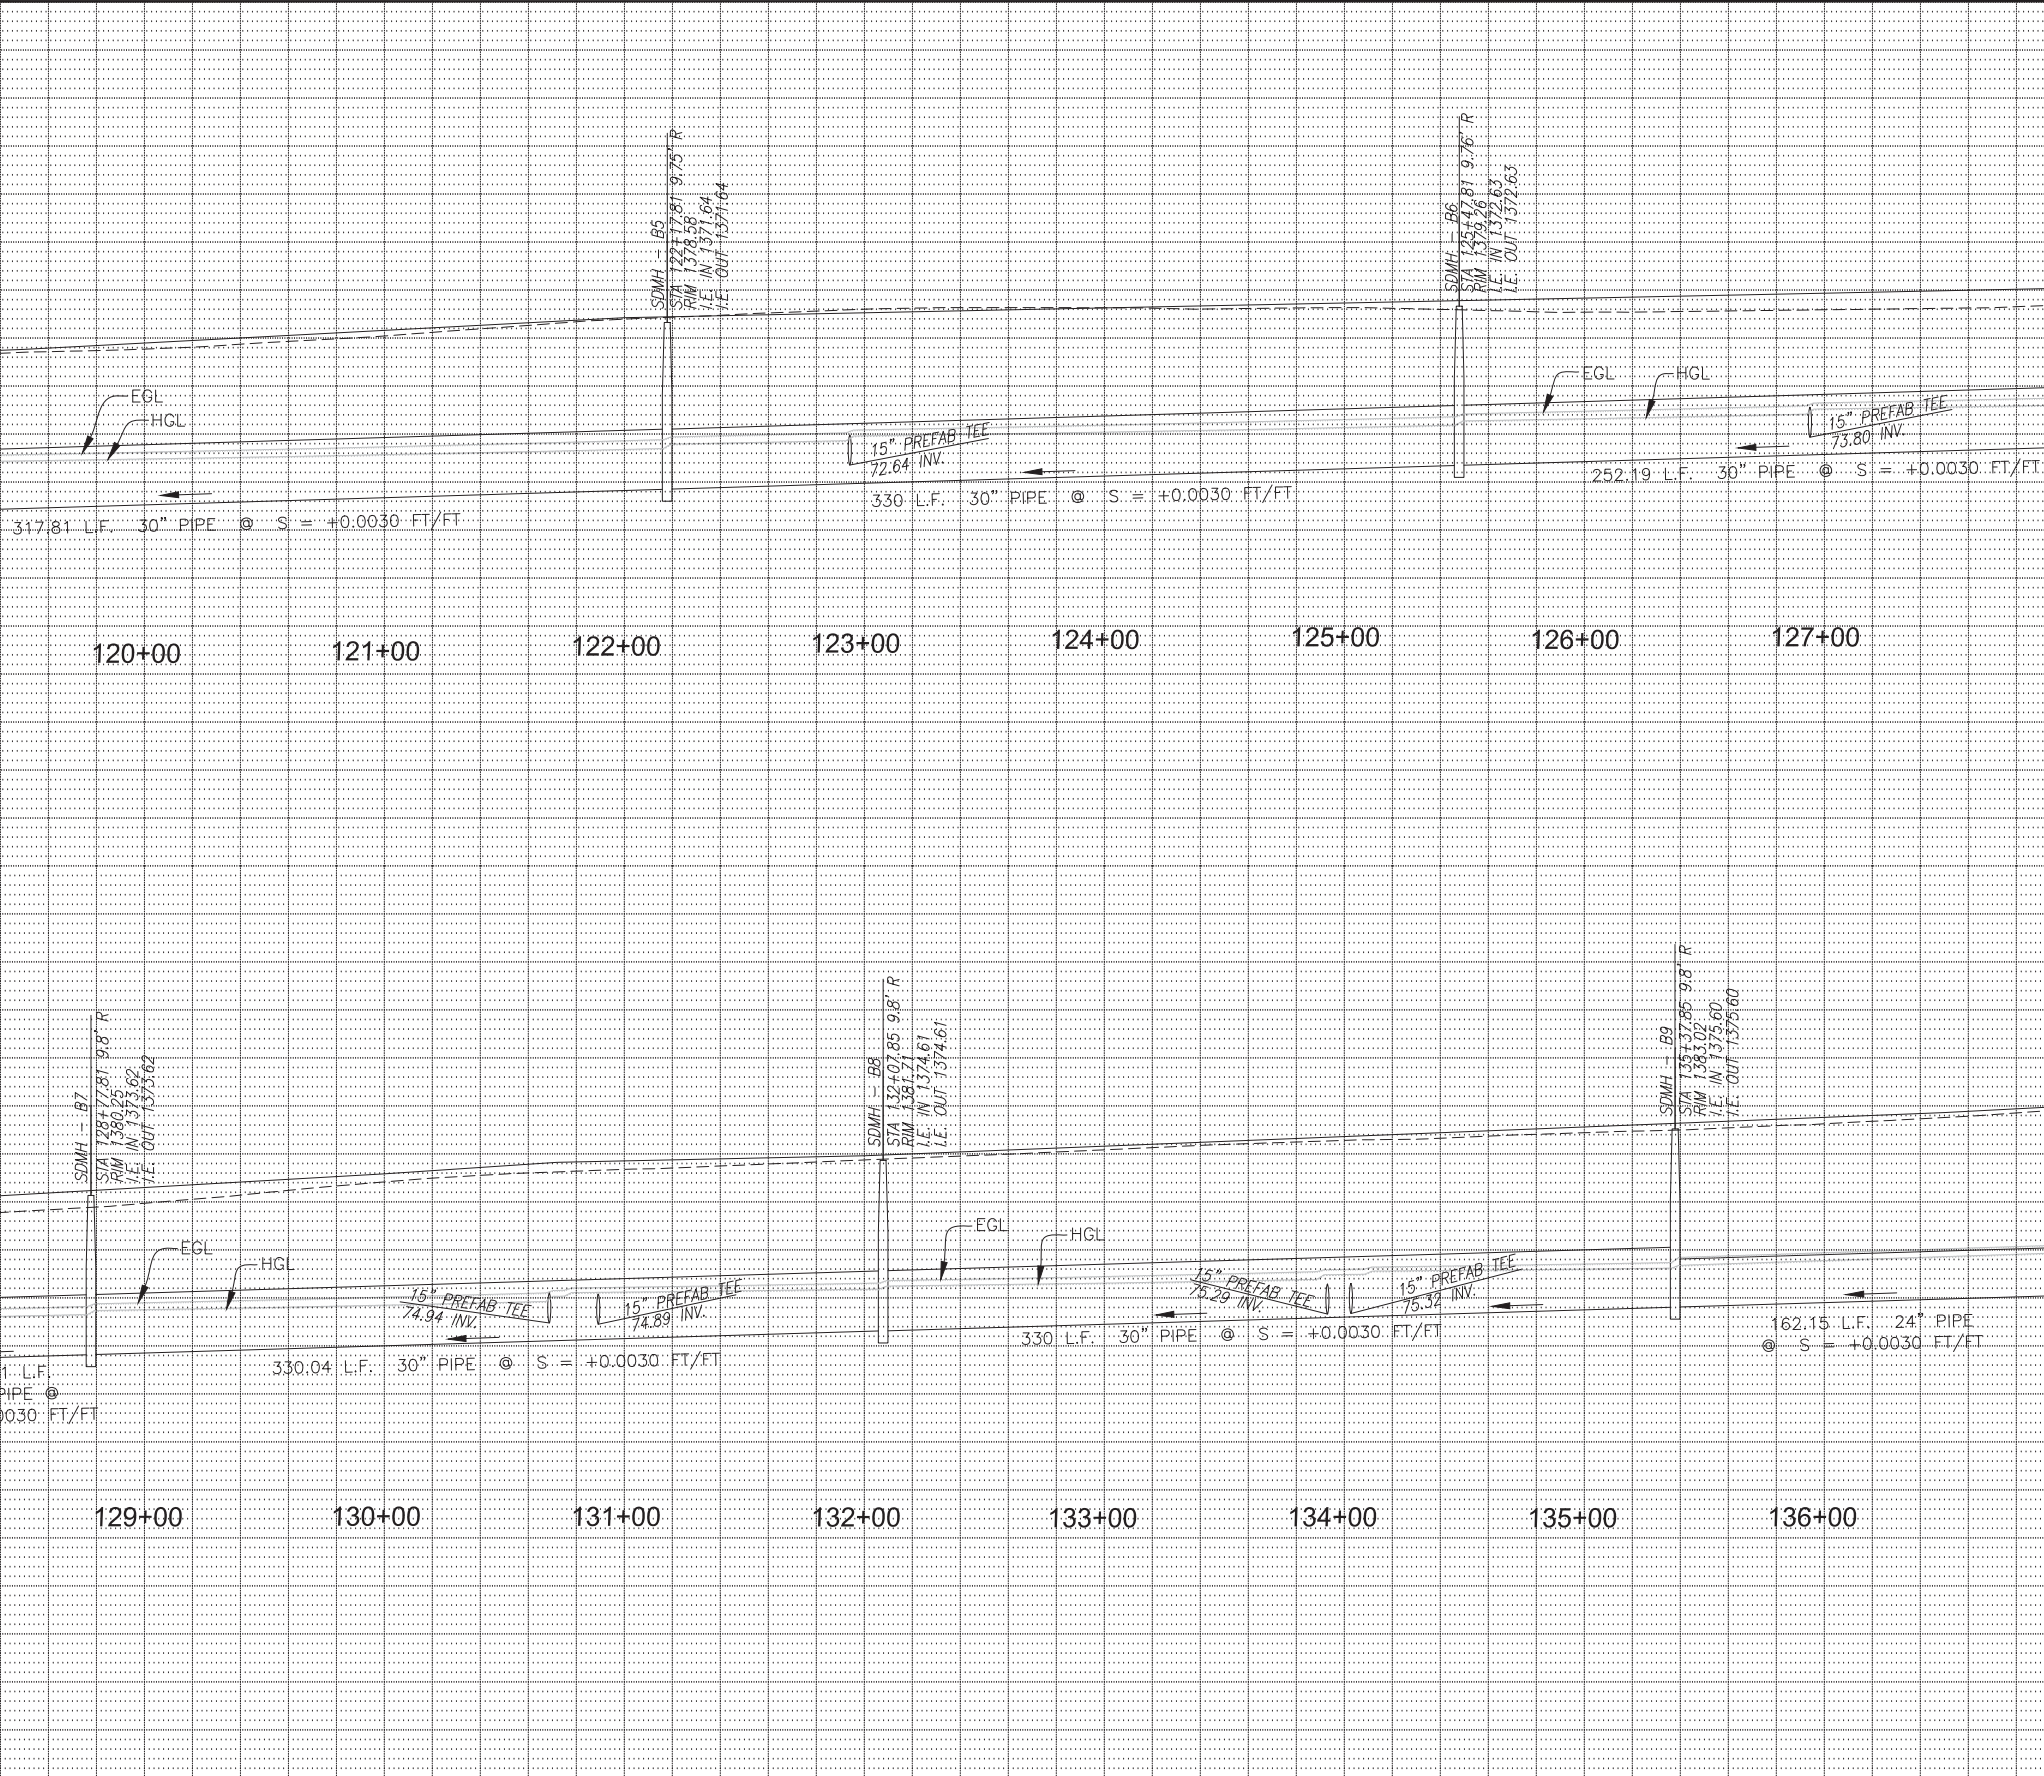 SDMH - B5
STA 122+17.81 9.75' R
RIM 1378.58
I.E. IN 1371.64
I.E. OUT 1371.64
SDMH - B6
STA 125+47.81 9.76' R
RIM 1379.26
I.E. IN 1372.63
I.E. OUT 1372.63
EGL
HGL
EGL
HGL
15" PREFAB TEE
72.64 INV.
15" PREFAB TEE
73.80 INV.
317.81 L.F. 30" PIPE @ S = +0.0030 FT/FT
330 L.F. 30" PIPE @ S = +0.0030 FT/FT
252.19 L.F. 30" PIPE @ S = +0.0030 FT/FT
120+00
121+00
122+00
123+00
124+00
125+00
126+00
127+00
SDMH - B7
STA 128+77.81 9.8' R
RIM 1380.25
I.E. IN 1373.62
I.E. OUT 1373.62
SDMH - B8
STA 132+07.85 9.8' R
RIM 1381.71
I.E. IN 1374.61
I.E. OUT 1374.61
SDMH - B9
STA 135+37.85 9.8' R
RIM 1383.02
I.E. IN 1375.60
I.E. OUT 1375.60
EGL
HGL
EGL
HGL
15" PREFAB TEE
74.94 INV.
15" PREFAB TEE
74.89 INV.
15" PREFAB TEE
75.29 INV.
15" PREFAB TEE
75.32 INV.
1 L.F.
PIPE @
0030 FT/FT
330.04 L.F. 30" PIPE @ S = +0.0030 FT/FT
330 L.F. 30" PIPE @ S = +0.0030 FT/FT
162.15 L.F. 24" PIPE
@ S = +0.0030 FT/FT
129+00
130+00
131+00
132+00
133+00
134+00
135+00
136+00